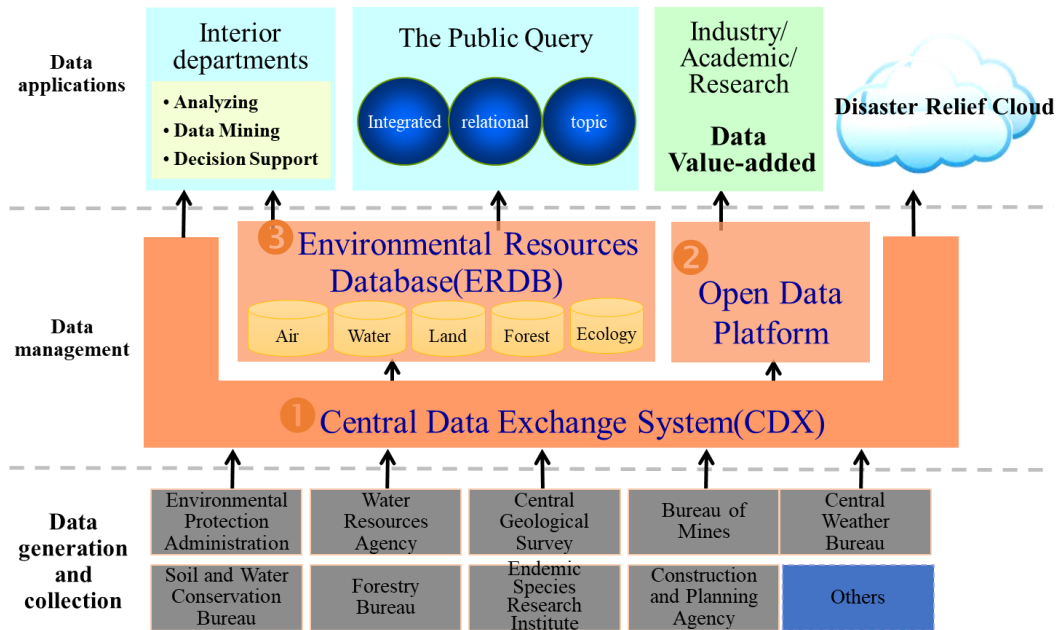 Data
applications
Interior
departments
• Analyzing
• Data Mining
• Decision Support
The Public Query
Integrated
relational
topic
Industry/
Academic/
Research
Data
Value-added
Disaster Relief Cloud
Data
management
3
Environmental Resources
Database(ERDB)
Air
Water
Land
Forest
Ecology
2
Open Data
Platform
1
Central Data Exchange System(CDX)
Data
generation
and
collection
Environmental
Protection
Administration
Water
Resources
Agency
Central
Geological
Survey
Bureau of
Mines
Central
Weather
Bureau
Soil and Water
Conservation
Bureau
Forestry
Bureau
Endemic
Species
Research
Institute
Construction
and Planning
Agency
Others